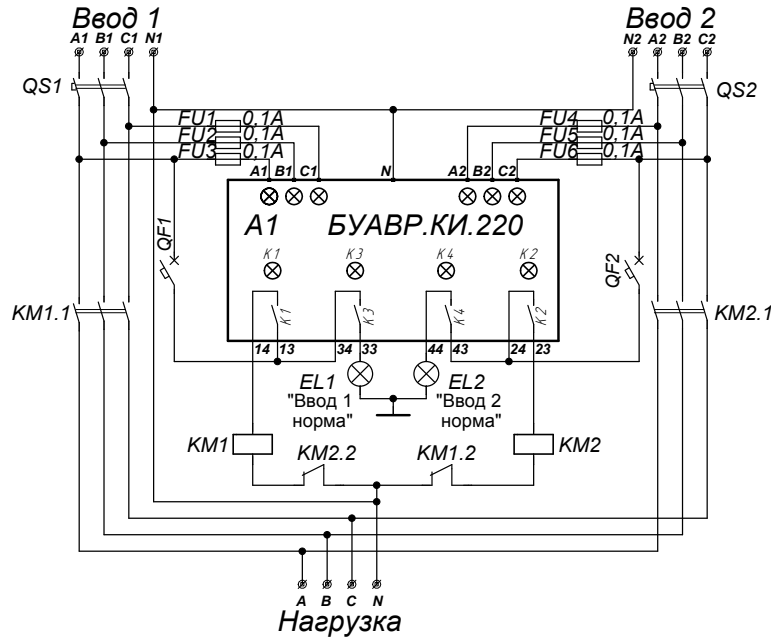 Ввод 1 Ввод 2
A1 B1 C1 N1 N2 A2 B2 C2
QS1 QS2
FU1 0,1A FU4 0,1A
FU2 0,1A FU5 0,1A
FU3 0,1A FU6 0,1A
A1 B1 C1 N A2 B2 C2
A1 БУАВР.КИ.220
QF1 QF2
K1 K3 K4 K2
KM1.1 KM2.1
K1 K3 K4 K2
14 13 34 33 44 43 24 23
EL1 EL2
"Ввод 1 "Ввод 2
норма" норма"
KM1 KM2.2 KM1.2 KM2
A B C N
Нагрузка